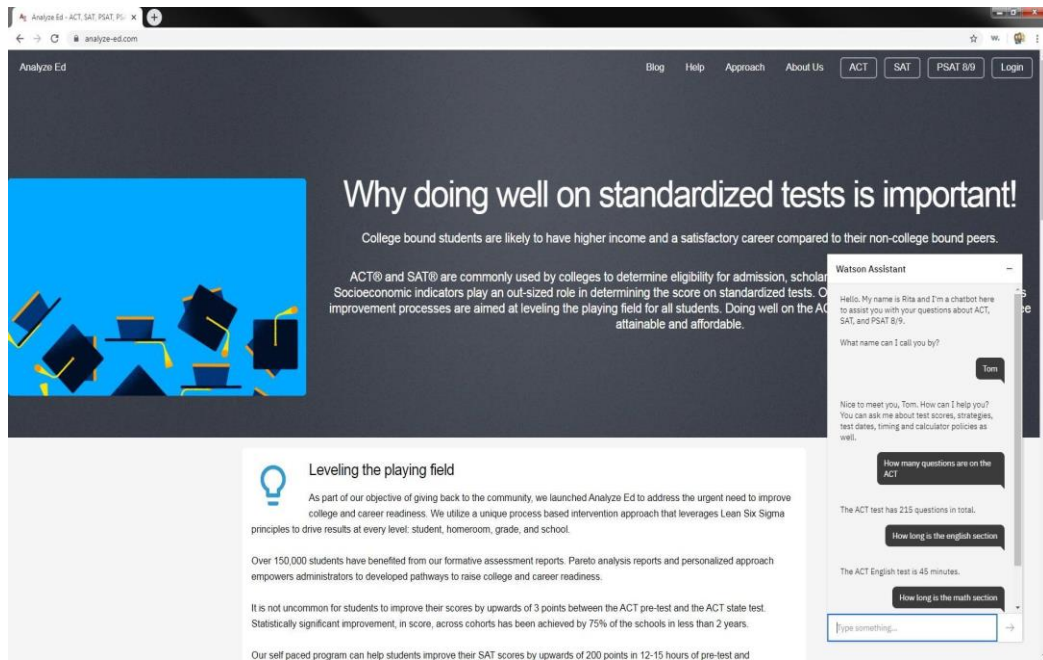 Analyze Ed - ACT, SAT, PSAT, PS
analyze-ed.com
W.
Analyze Ed
Blog
Help
Approach
About Us
ACT
SAT
PSAT 8/9
Login
Why doing well on standardized tests is important!
College bound students are likely to have higher income and a satisfactory career compared to their non-college bound peers.
ACT® and SAT® are commonly used by colleges to determine eligibility for admission, scholar
Socioeconomic indicators play an out-sized role in determining the score on standardized tests. O
improvement processes are aimed at leveling the playing field for all students. Doing well on the AC
attainable and affordable.
Leveling the playing field
As part of our objective of giving back to the community, we launched Analyze Ed to address the urgent need to improve
college and career readiness. We utilize a unique process based intervention approach that leverages Lean Six Sigma
principles to drive results at every level: student, homeroom, grade, and school.
Over 150,000 students have benefited from our formative assessment reports. Pareto analysis reports and personalized approach
empowers administrators to developed pathways to raise college and career readiness.
It is not uncommon for students to improve their scores by upwards of 3 points between the ACT pre-test and the ACT state test.
Statistically significant improvement, in score, across cohorts has been achieved by 75% of the schools in less than 2 years.
Our self paced program can help students improve their SAT scores by upwards of 200 points in 12-15 hours of pre-test and
Watson Assistant
Hello. My name is Rita and I'm a chatbot here
to assist you with your questions about ACT,
SAT, and PSAT 8/9.
What name can I call you by?
Tom
Nice to meet you, Tom. How can I help you?
You can ask me about test scores, strategies,
test dates, timing and calculator policies as
well.
How many questions are on the
ACT
The ACT test has 215 questions in total.
How long is the english section
The ACT English test is 45 minutes.
How long is the math section
Type something...